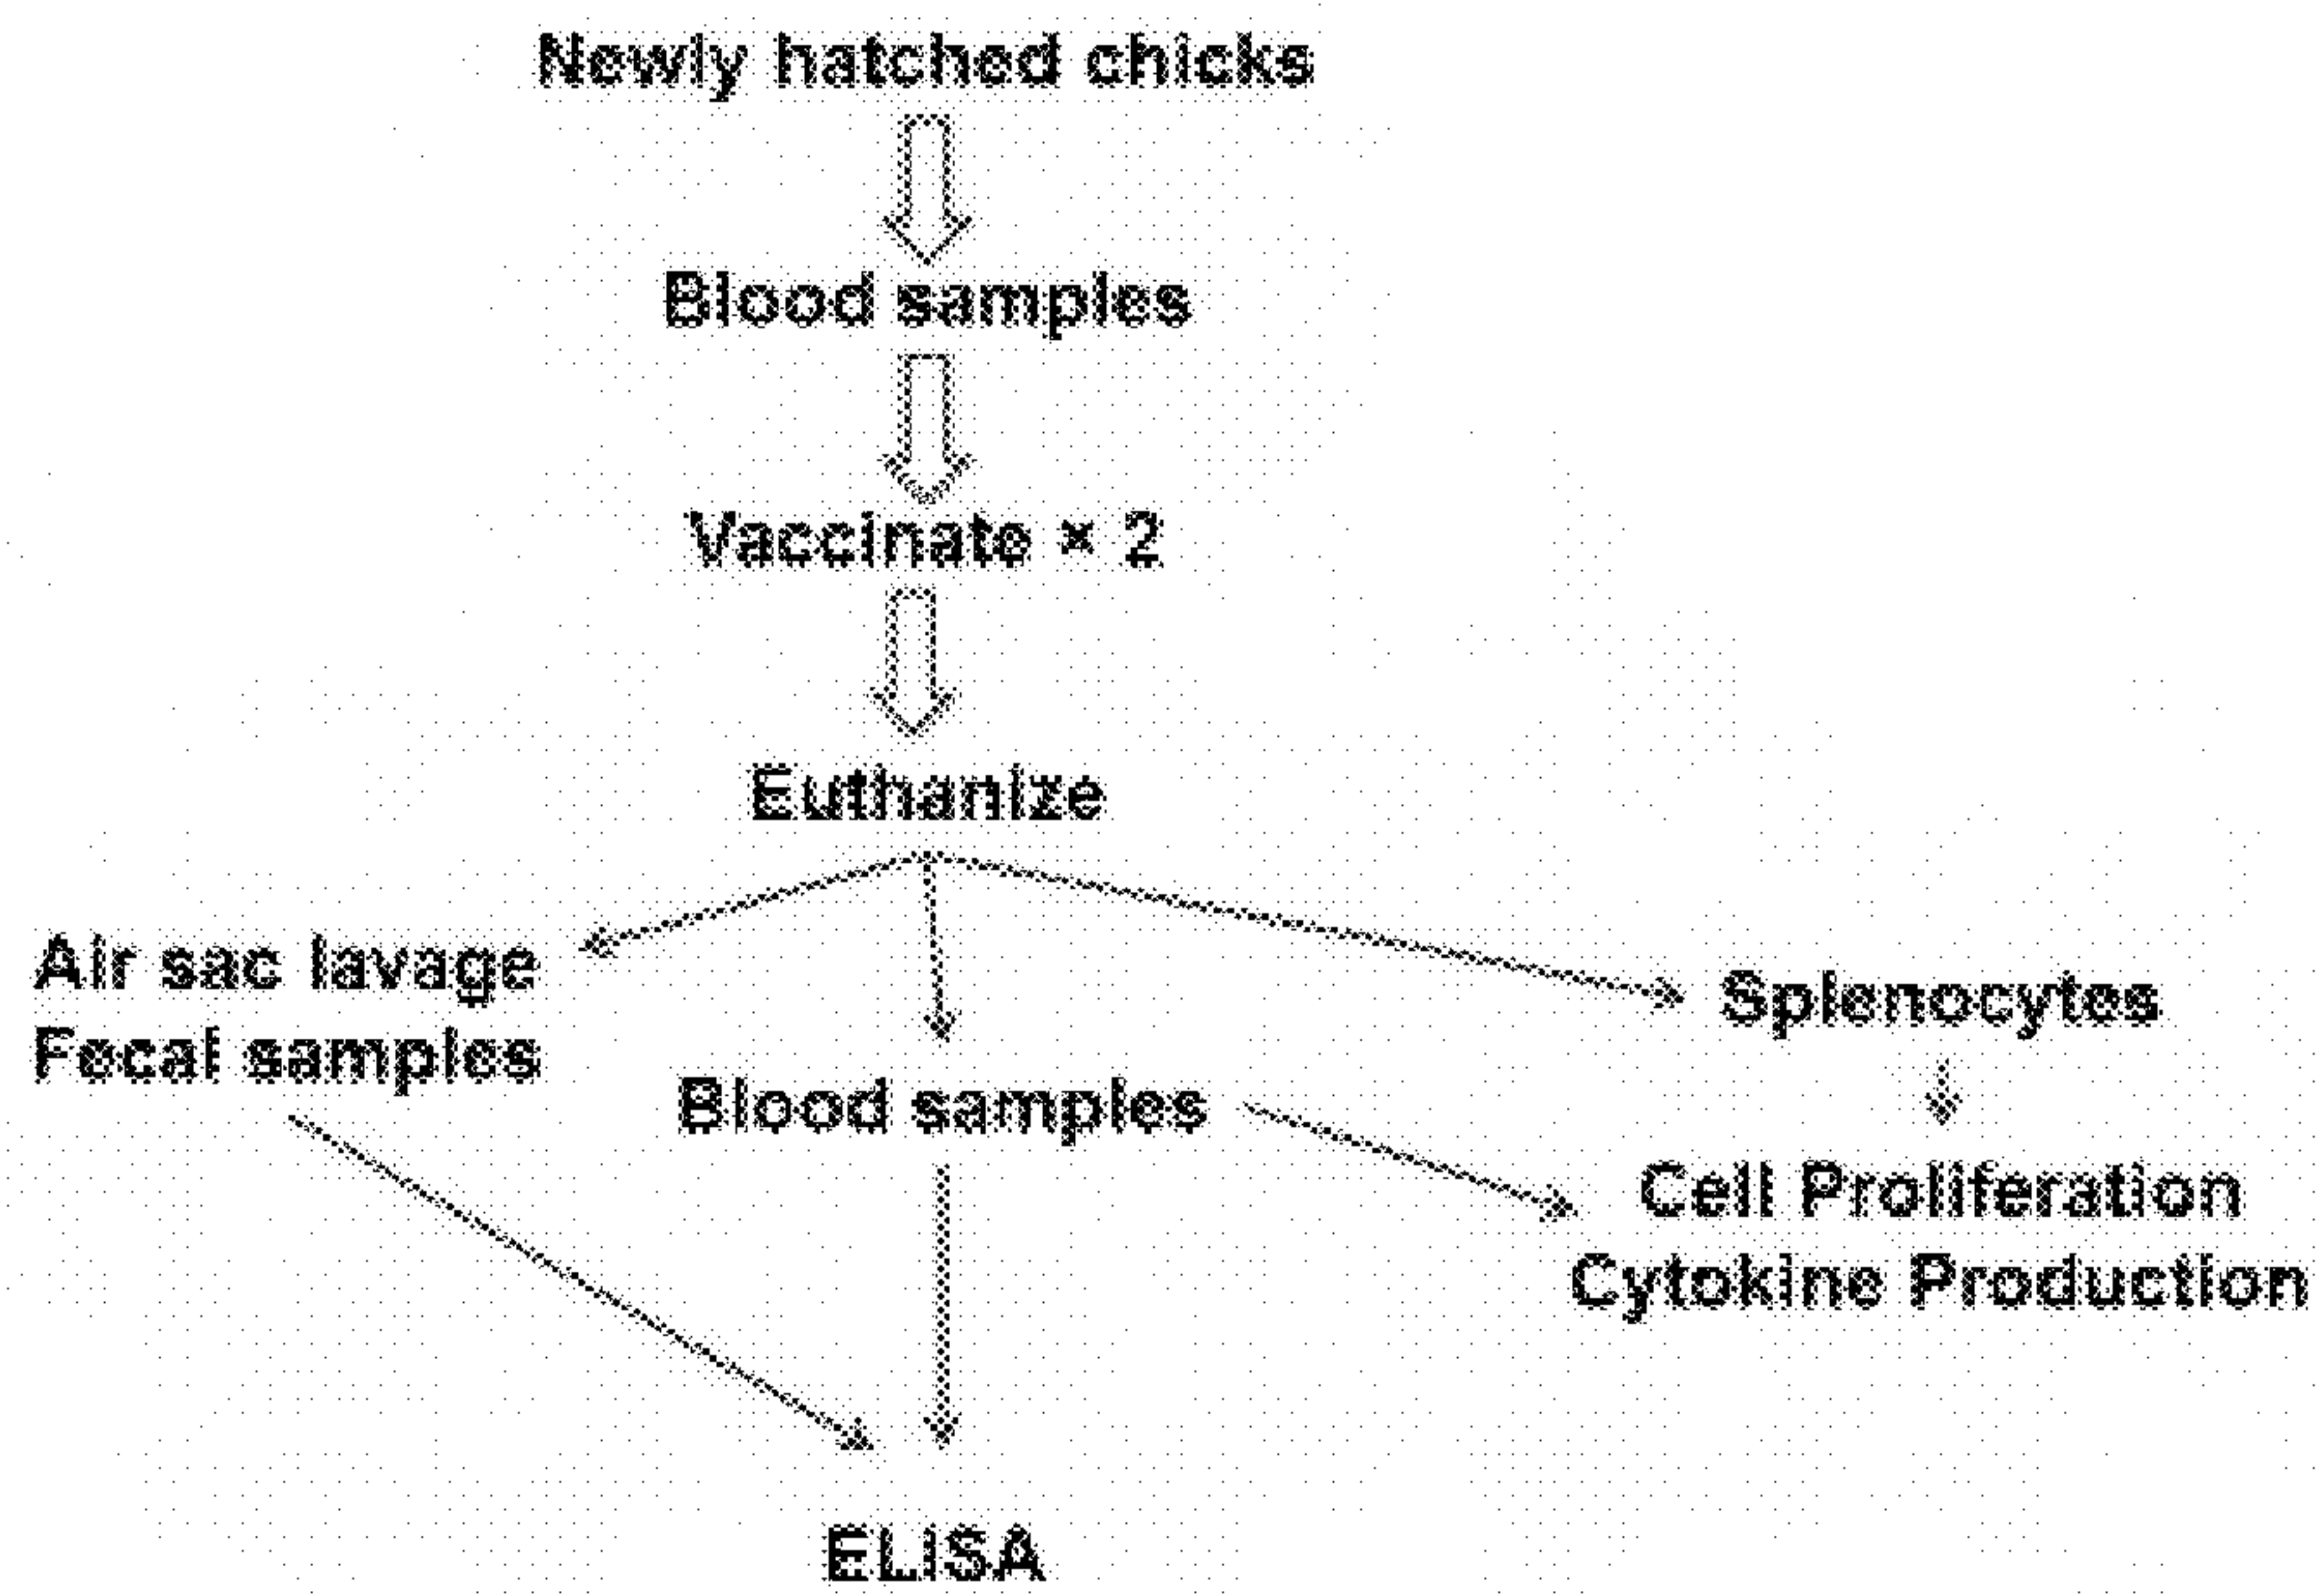 Newly hatched chicks
Blood samples
Vaccinate × 2
Euthanize
Air sac lavage
Fecal samples
Splenocytes
Blood samples
Cell Proliferation
Cytokine Production
ELISA